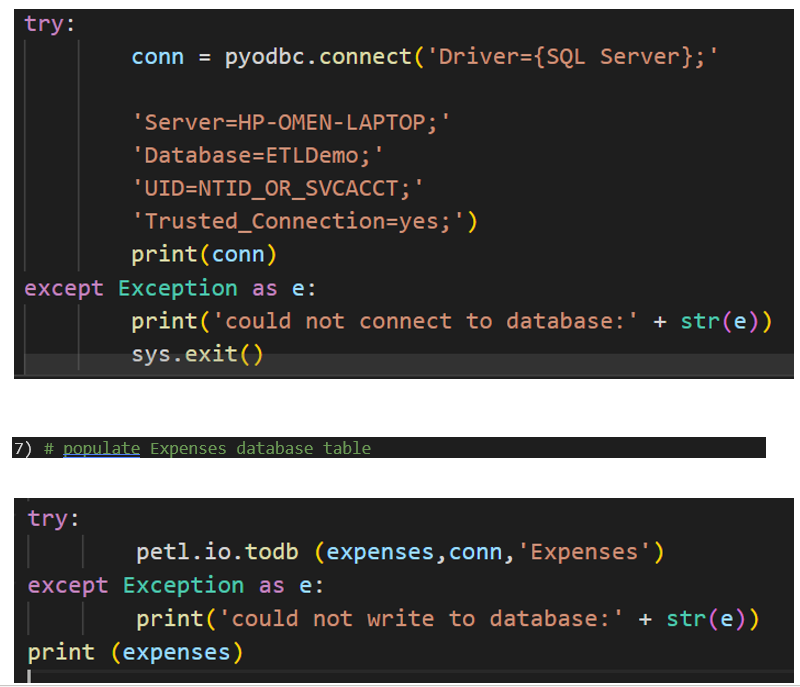 try:
conn = pyodbc.connect('Driver={SQL Server};'
'Server=HP-OMEN-LAPTOP;'
'Database=ETLDemo;'
'UID=NTID_OR_SVCACCT;'
'Trusted_Connection=yes;')
print(conn)
except Exception as e:
print('could not connect to database:' + str(e))
sys.exit()
7) # populate Expenses database table
try:
petl.io.todb (expenses,conn,'Expenses')
except Exception as e:
print('could not write to database:' + str(e))
print (expenses)